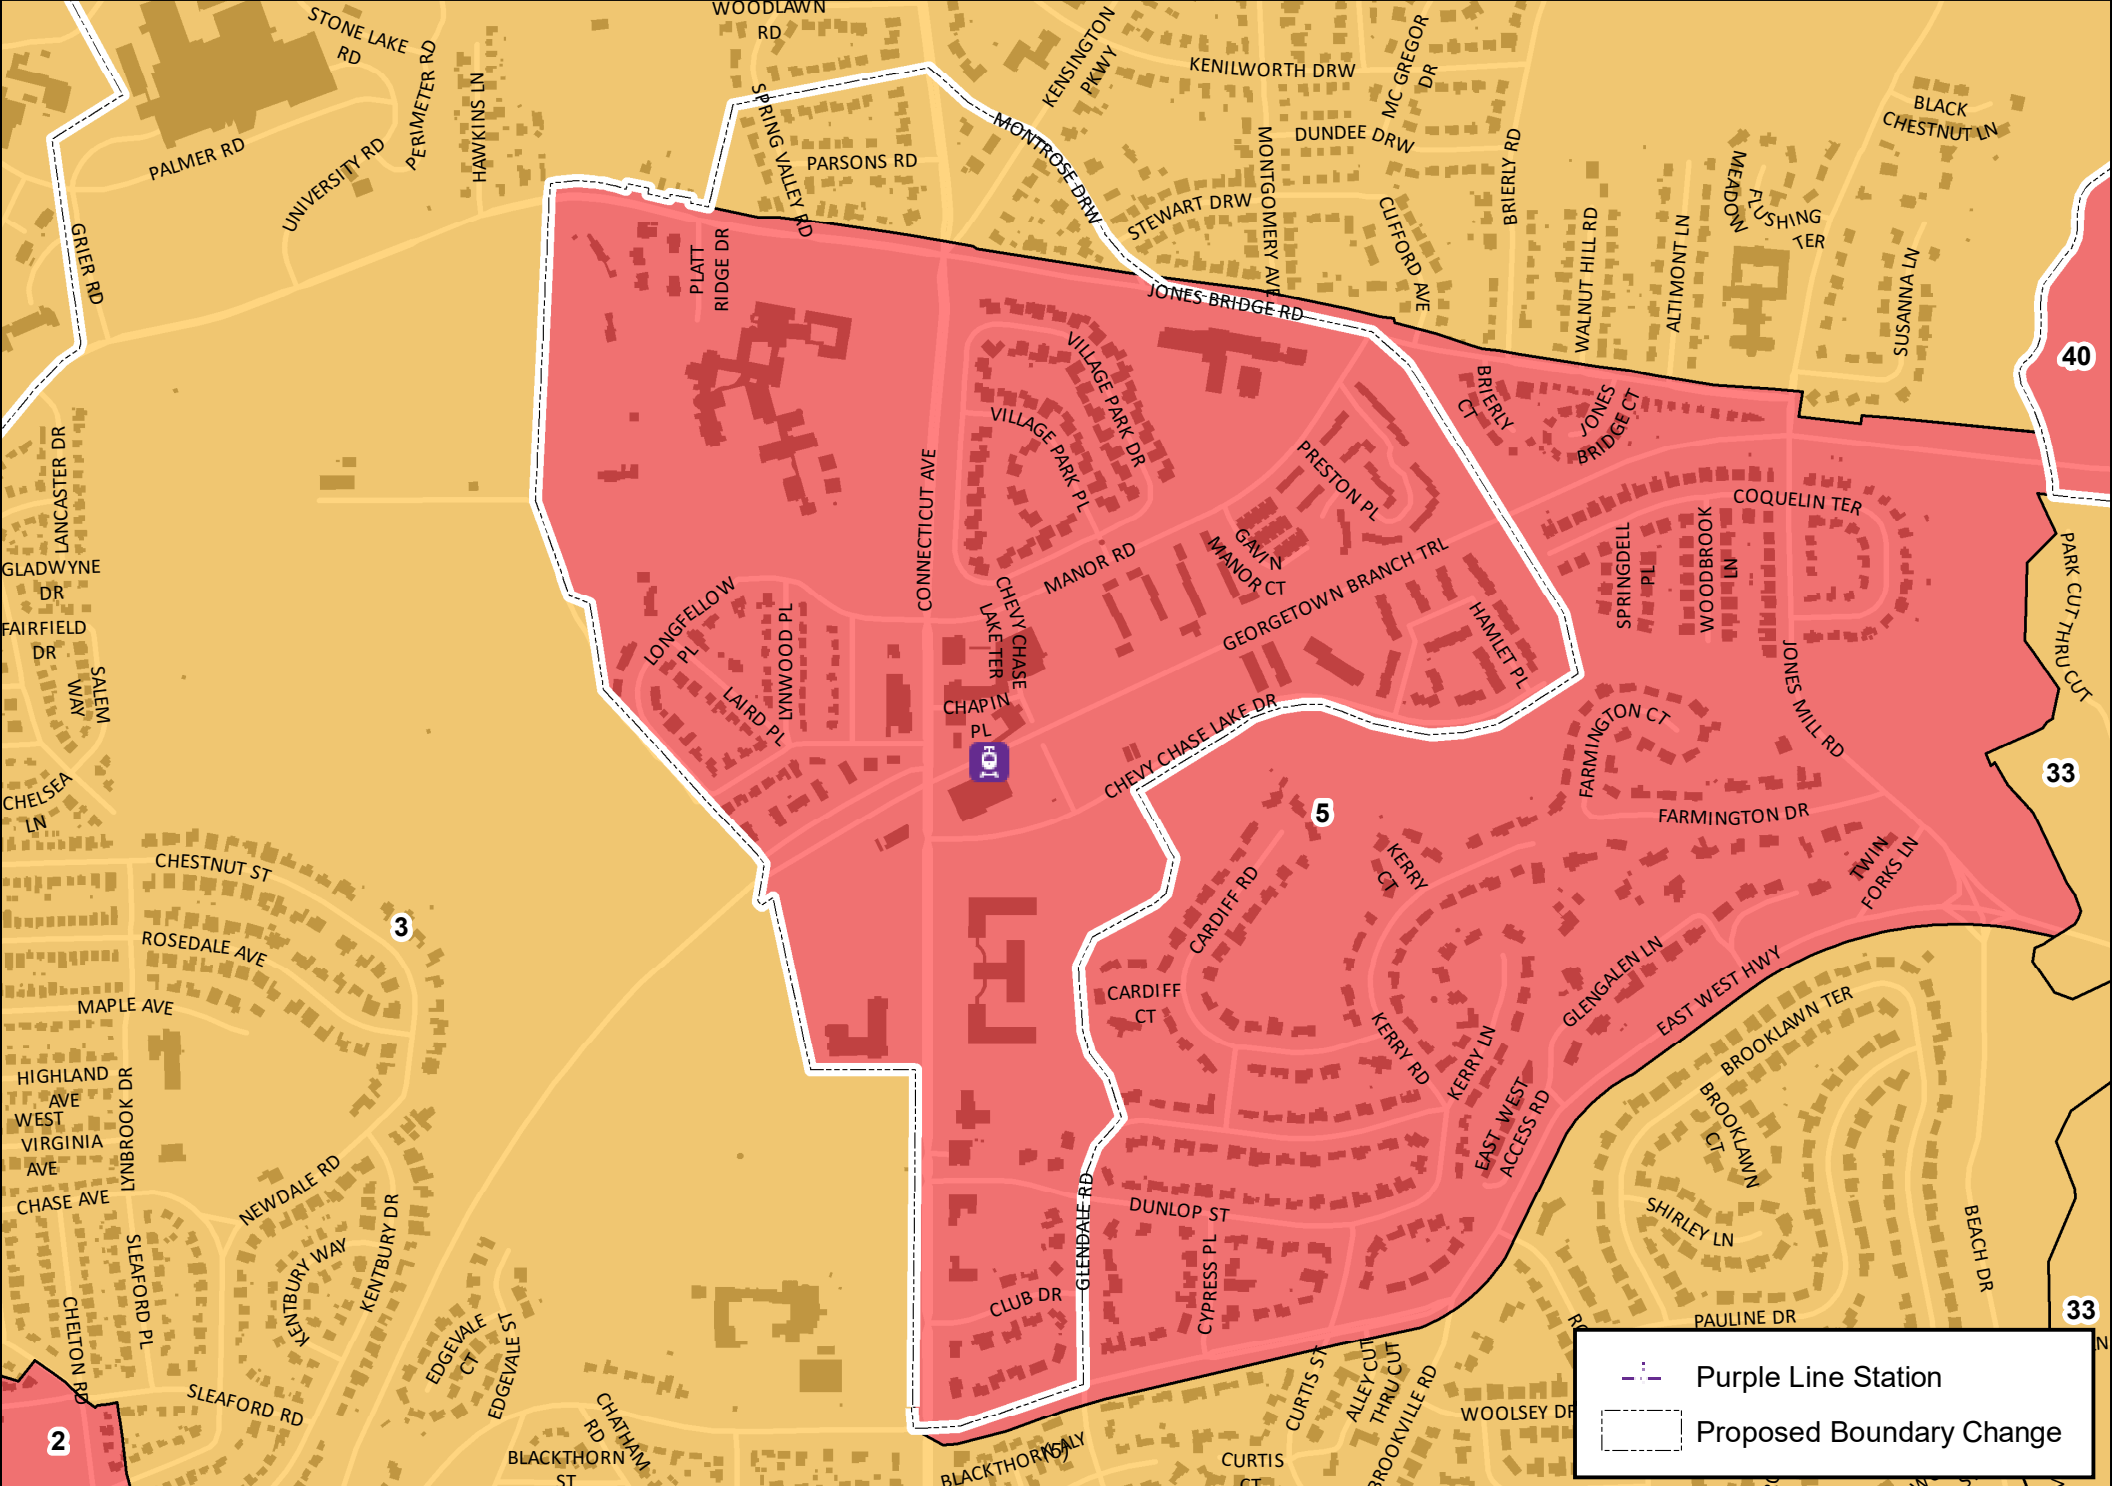 WOODLAWN
RD
STONE LAKE
RD
PERIMETER RD
HAWKINS LN
KENSINGTON
PKWY
KENILWORTH DRW
MC GREGOR
DR
BLACK
CHESTNUT LN
PALMER RD
UNIVERSITY RD
SPRING VALLEY RD
PARSONS RD
MONTROSE DRW
MONTGOMERY AVE
DUNDEE DRW
BRIERLY RD
MEADOW
FLUSHING
TER
STEWART DRW
CLIFFORD AVE
WALNUT HILL RD
ALTIMONT LN
SUSANNA LN
GRIER RD
PLATT
RIDGE DR
JONES BRIDGE RD
40
VILLAGE PARK DR
VILLAGE PARK PL
BRIERLY
CT
JONES
BRIDGE CT
LANCASTER DR
CONNECTICUT AVE
PRESTON PL
COQUELIN TER
GLADWYNE
DR
MANOR RD
GAVIN
MANOR CT
GEORGETOWN BRANCH TRL
SPRINGDELL
PL
WOODBROOK
LN
PARK CUT THRU CUT
FAIRFIELD
DR
SALEM
WAY
LONGFELLOW
PL
LYNWOOD PL
LAIRD PL
CHEVY CHASE
LAKE TER
HAMLET PL
JONES MILL RD
CHAPIN
PL
CHEVY CHASE LAKE DR
FARMINGTON CT
33
CHELSEA
LN
5
FARMINGTON DR
CHESTNUT ST
KERRY
CT
TWIN
FORKS LN
3
ROSEDALE AVE
CARDIFF RD
GLENGALEN LN
EAST WEST HWY
MAPLE AVE
CARDIFF
CT
KERRY RD
KERRY LN
BROOKLAWN TER
HIGHLAND
AVE
WEST
VIRGINIA
AVE
LYNBROOK DR
EAST WEST
ACCESS RD
BROOKLAWN
CT
CHASE AVE
NEWDALE RD
GLENDALE RD
DUNLOP ST
SHIRLEY LN
BEACH DR
SLEAFORD PL
KENTBURY WAY
KENTBURY DR
CYPRESS PL
CLUB DR
CHELTON RD
EDGEVALE
CT
EDGEVALE ST
PAULINE DR
33
SLEAFORD RD
CURTIS ST
ALLEY CUT
THRU CUT
BROOKVILLE RD
CHATHAM
RD
WOOLSEY DR
2
BLACKTHORN
ST
BLACKTHORN ALY
(5)
CURTIS
CT
Purple Line Station
Proposed Boundary Change